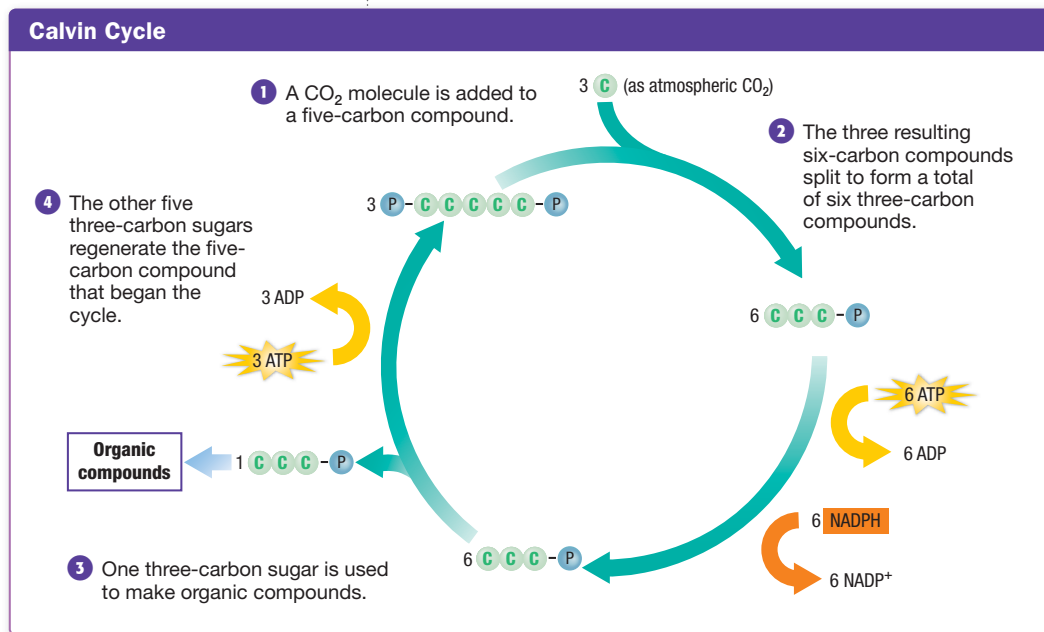 Calvin Cycle
1 A CO₂ molecule is added to
a five-carbon compound.
3 C (as atmospheric CO₂)
2 The three resulting
six-carbon compounds
split to form a total
of six three-carbon
compounds.
3 P-CCCCC-P
4 The other five
three-carbon sugars
regenerate the five-
carbon compound
that began the
cycle.
3 ADP
3 ATP
6 CCC-P
6 ATP
6 ADP
6 NADPH
6 NADP⁺
Organic
compounds
1 CCC-P
6 CCC-P
3 One three-carbon sugar is used
to make organic compounds.